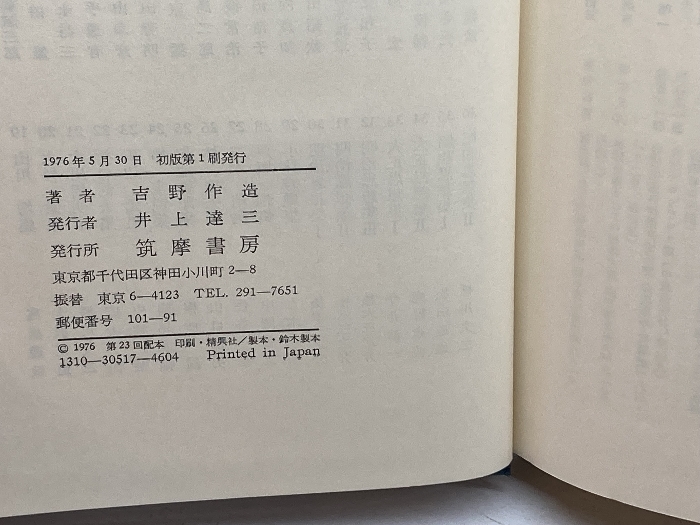 1976年5月30日 初版第1刷発行
著者 吉野作造
発行者 井上達三
発行所 筑摩書房
東京都千代田区神田小川町2—8
振替 東京6—4123 TEL. 291—7651
郵便番号 101—91
© 1976 第23回配本 印刷・精興社/製本・鈴木製本
1310—30517—4604 Printed in Japan